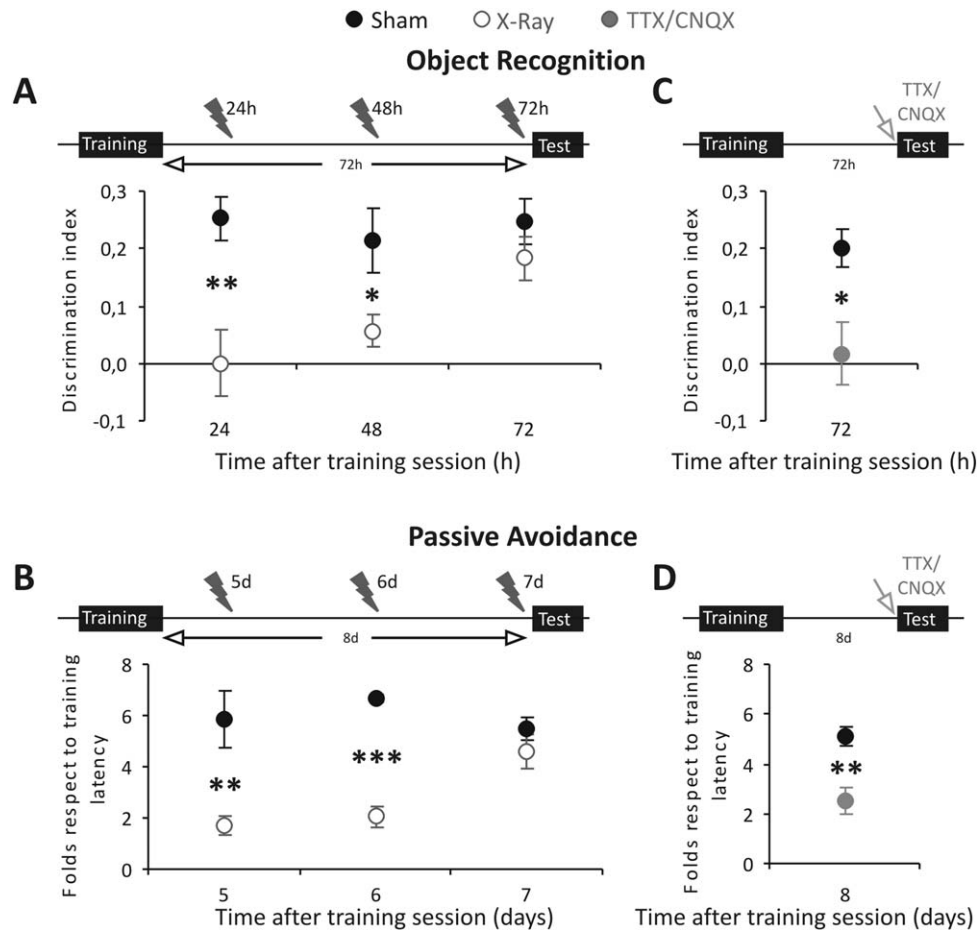 Sham X-Ray TTX/CNQX
Object Recognition
A
24h 48h 72h
Training Test
72h
Discrimination index
0,3
0,2
0,1
0,0
-0,1
**
*
24 48 72
Time after training session (h)
C
TTX/
CNQX
Training Test
72h
Discrimination index
0,3
0,2
0,1
0,0
-0,1
*
72
Time after training session (h)
Passive Avoidance
B
5d 6d 7d
Training Test
8d
Folds respect to training
latency
8
6
4
2
0
**
***
5 6 7
Time after training session (days)
D
TTX/
CNQX
Training Test
8d
Folds respect to training
latency
8
6
4
2
0
**
8
Time after training session (days)